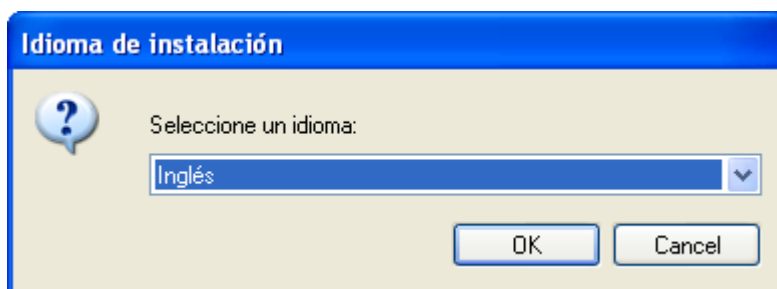 Idioma de instalación
Seleccione un idioma:
Inglés
OK Cancel